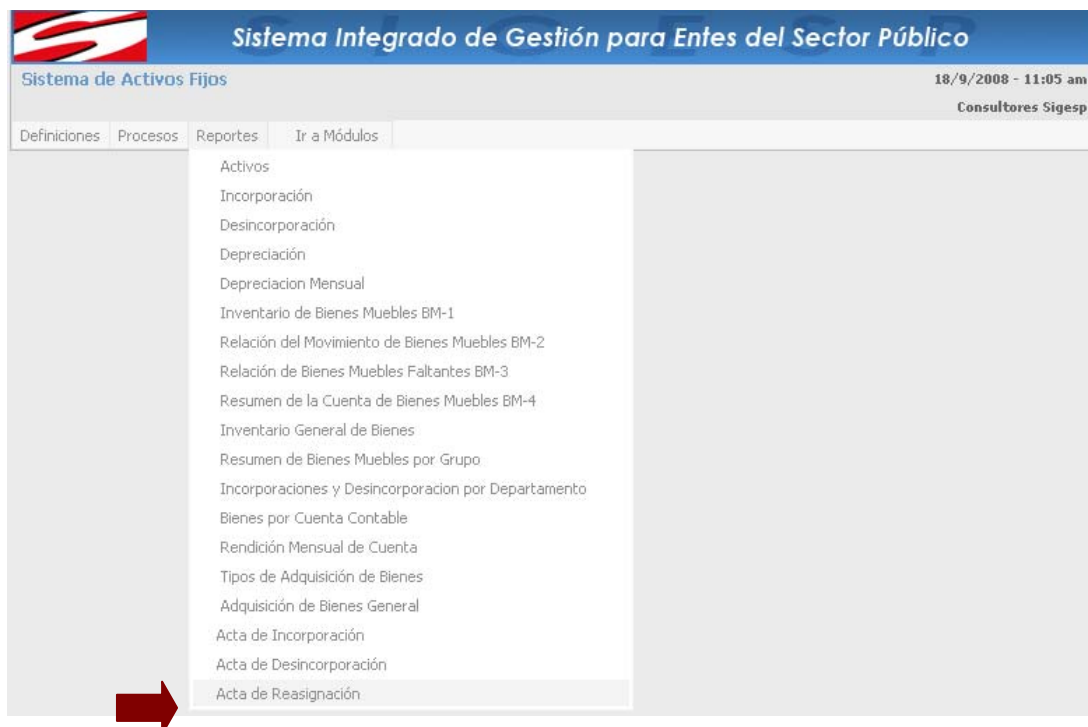 Sistema Integrado de Gestión para Entes del Sector Público
Sistema de Activos Fijos
18/9/2008 - 11:05 am
Consultores Sigesp
Definiciones Procesos Reportes Ir a Módulos
Activos
Incorporación
Desincorporación
Depreciación
Depreciacion Mensual
Inventario de Bienes Muebles BM-1
Relación del Movimiento de Bienes Muebles BM-2
Relación de Bienes Muebles Faltantes BM-3
Resumen de la Cuenta de Bienes Muebles BM-4
Inventario General de Bienes
Resumen de Bienes Muebles por Grupo
Incorporaciones y Desincorporacion por Departamento
Bienes por Cuenta Contable
Rendición Mensual de Cuenta
Tipos de Adquisición de Bienes
Adquisición de Bienes General
Acta de Incorporación
Acta de Desincorporación
Acta de Reasignación